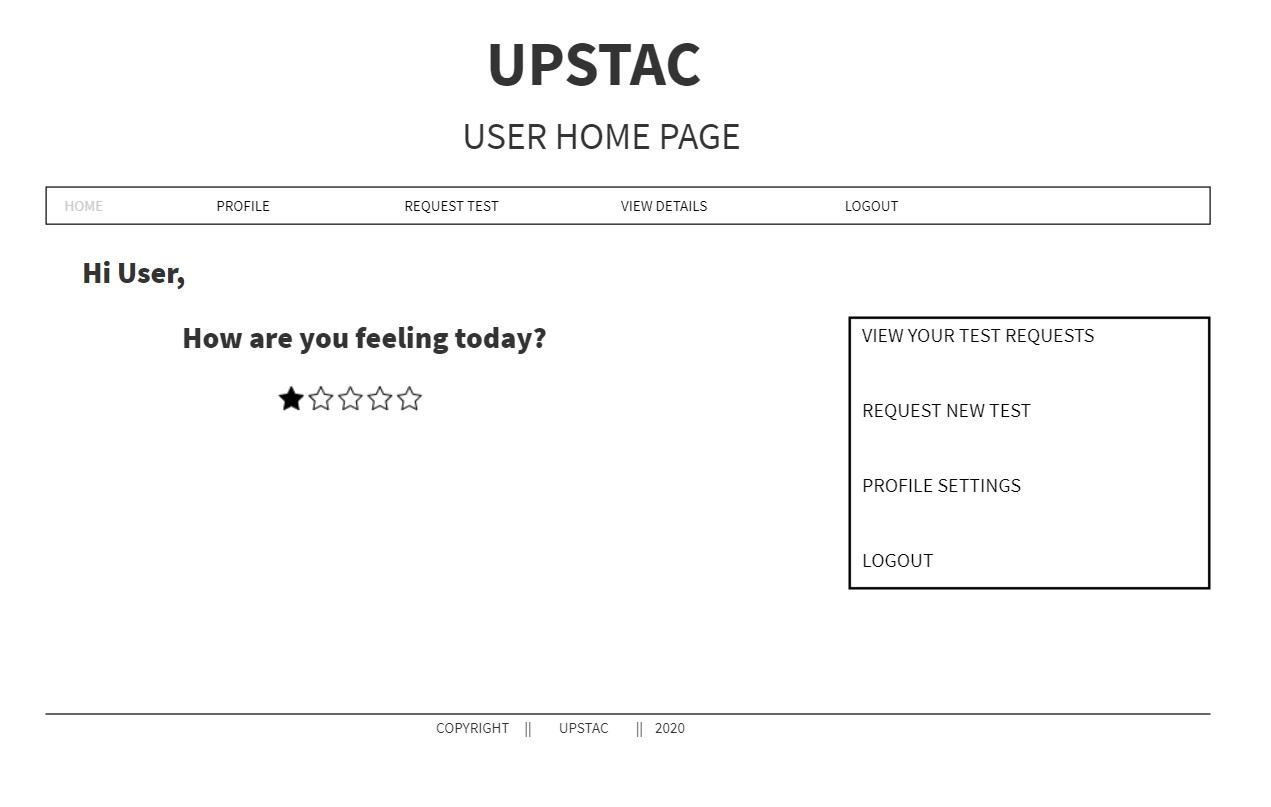 UPSTAC
USER HOME PAGE
HOME PROFILE REQUEST TEST VIEW DETAILS LOGOUT
Hi User,
How are you feeling today?
VIEW YOUR TEST REQUESTS
REQUEST NEW TEST
PROFILE SETTINGS
LOGOUT
COPYRIGHT || UPSTAC || 2020